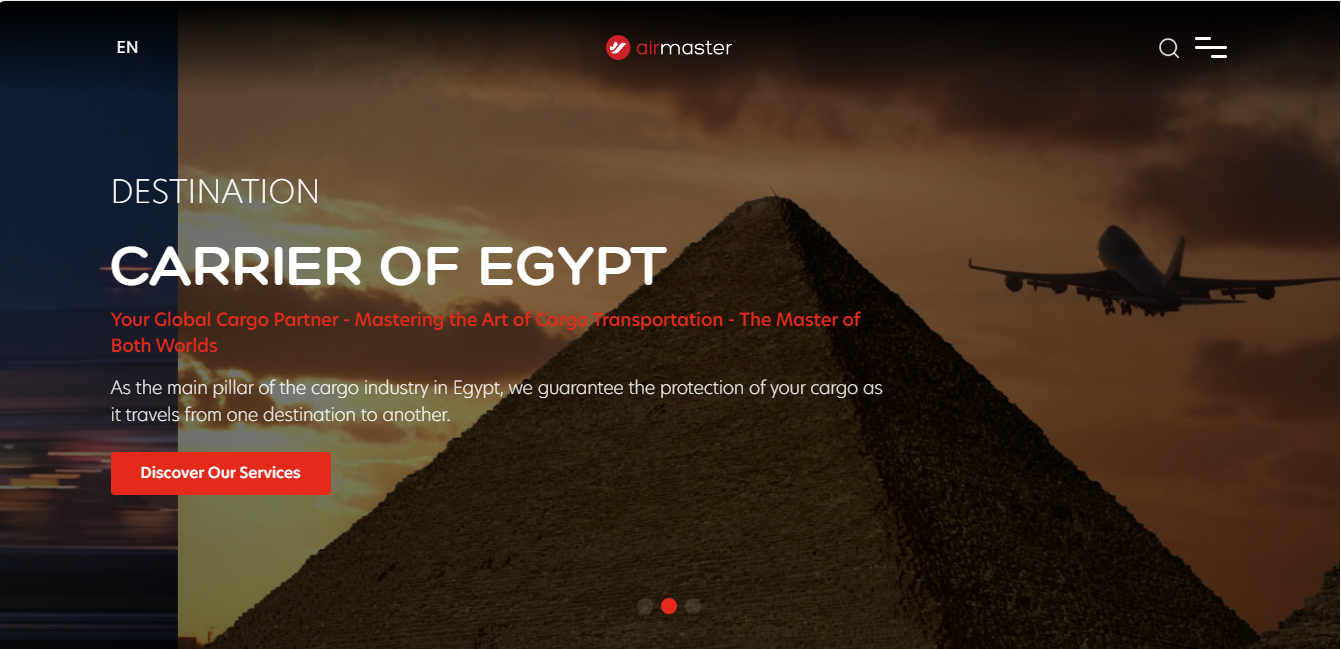 EN
airmaster
DESTINATION
CARRIER OF EGYPT
Your Global Cargo Partner - Mastering the Art of Cargo Transportation - The Master of
Both Worlds
As the main pillar of the cargo industry in Egypt, we guarantee the protection of your cargo as
it travels from one destination to another.
Discover Our Services